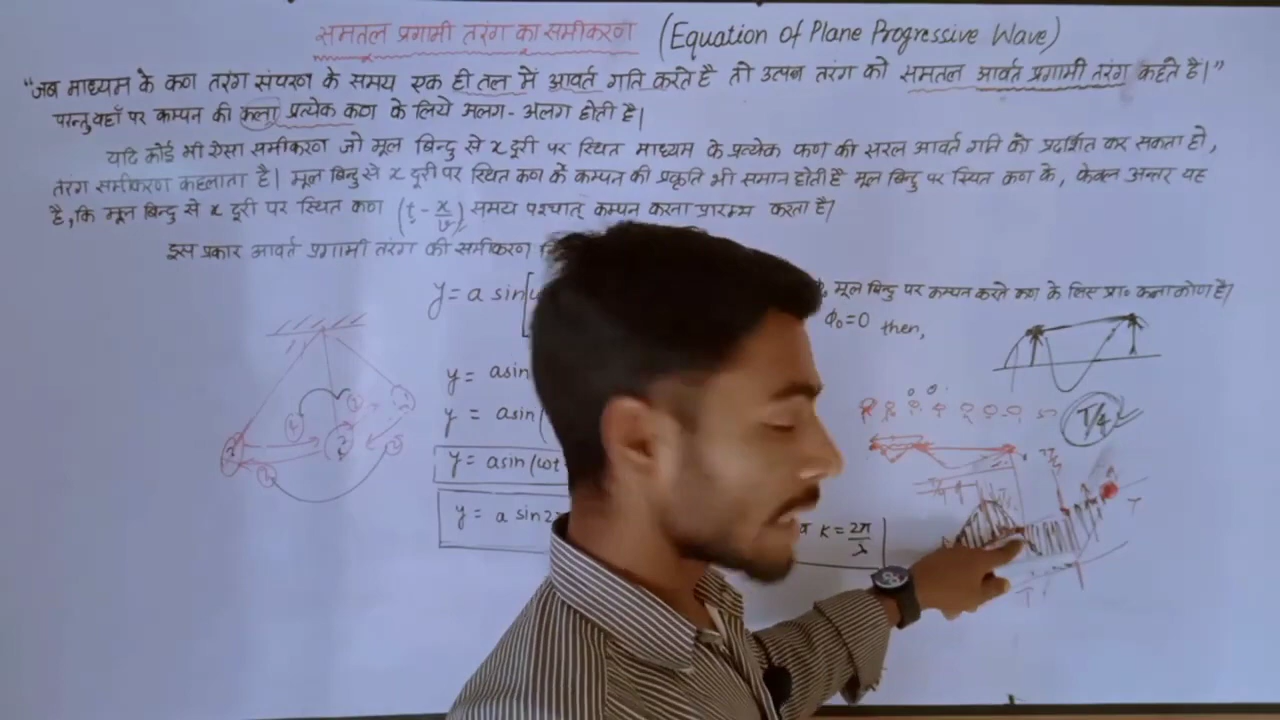 समतल प्रगामी तरंग का समीकरण (Equation of Plane Progressive Wave)
"जब माध्यम के कण तरंग संचरण के समय एक ही तल में आवर्त गति करते है तो उत्पन्न तरंग को समतल आवर्त प्रगामी तरंग कहते है।"
परन्तु वहाँ पर कम्पन की कला प्रत्येक कण के लिये अलग-अलग होती है।
यदि कोई भी ऐसा समीकरण जो मूल बिन्दु से x दूरी पर स्थित माध्यम के प्रत्येक कण की सरल आवर्त गति को प्रदर्शित कर सकता हो,
तरंग समीकरण कहलाता है। मूल बिन्दु से x दूरी पर स्थित कण के कम्पन की प्रकृति भी समान होती है मूल बिन्दु पर स्थित कण के, केवल अन्तर यह
है, कि मूल बिन्दु से x दूरी पर स्थित कण (t - x/v) समय पश्चात् कम्पन करना प्रारम्भ करता है।
इस प्रकार आवर्त प्रगामी तरंग की समीकरण
y = a sin[ मूल बिन्दु पर कम्पन करते कण के लिए प्रा० कला कोण है।
ϕ₀=0 then,
y = asin
y = asin(
y = asin(ωt
y = a sin2 K = 2π/λ
T/4